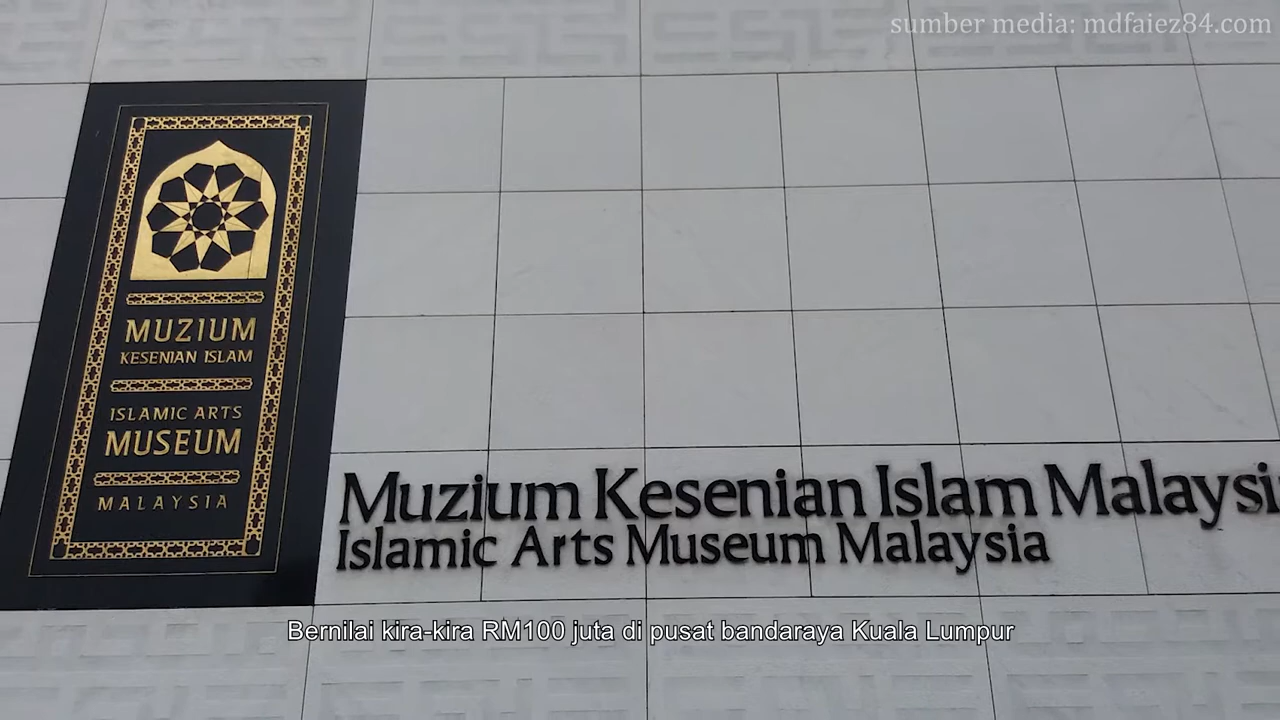 sumber media: mdfaiez84.com
MUZIUM
KESENIAN ISLAM
ISLAMIC ARTS
MUSEUM
MALAYSIA
Muzium Kesenian Islam Malaysi
Islamic Arts Museum Malaysia
Bernilai kira-kira RM100 juta di pusat bandaraya Kuala Lumpur